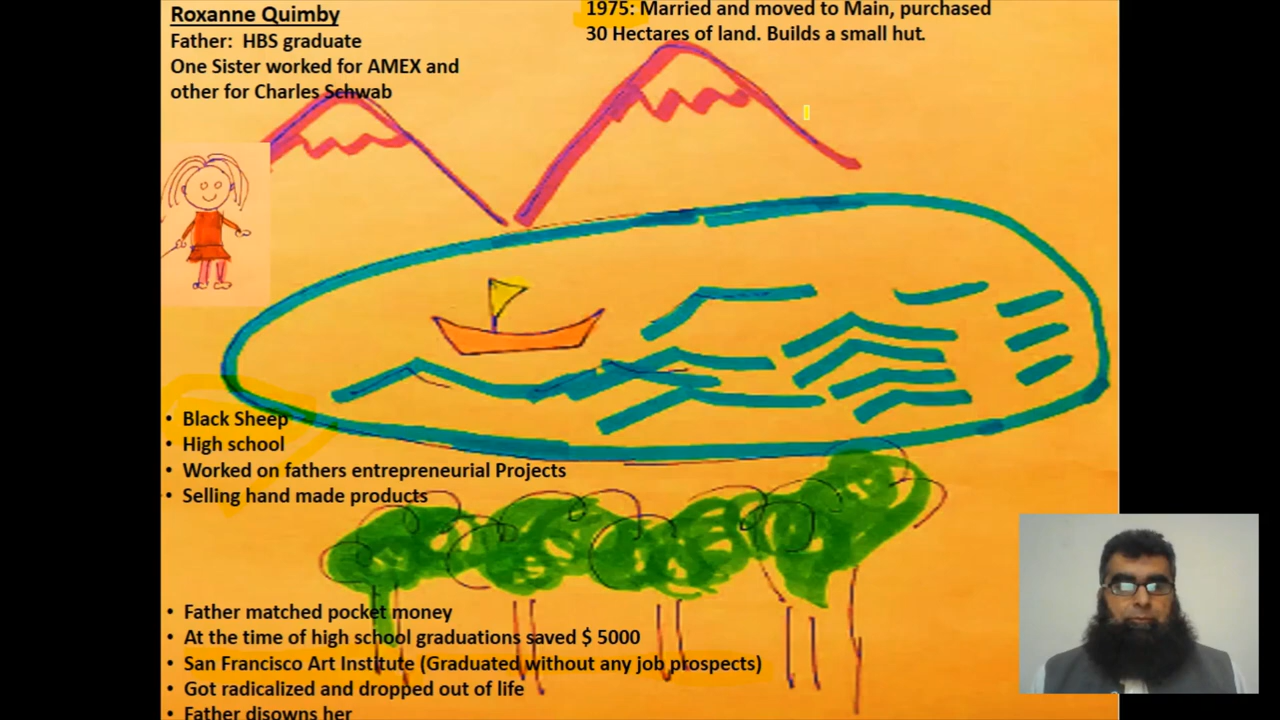 Roxanne Quimby
Father: HBS graduate
One Sister worked for AMEX and
other for Charles Schwab
1975: Married and moved to Main, purchased
30 Hectares of land. Builds a small hut.
• Black Sheep
• High school
• Worked on fathers entrepreneurial Projects
• Selling hand made products
• Father matched pocket money
• At the time of high school graduations saved $ 5000
• San Francisco Art Institute (Graduated without any job prospects)
• Got radicalized and dropped out of life
• Father disowns her